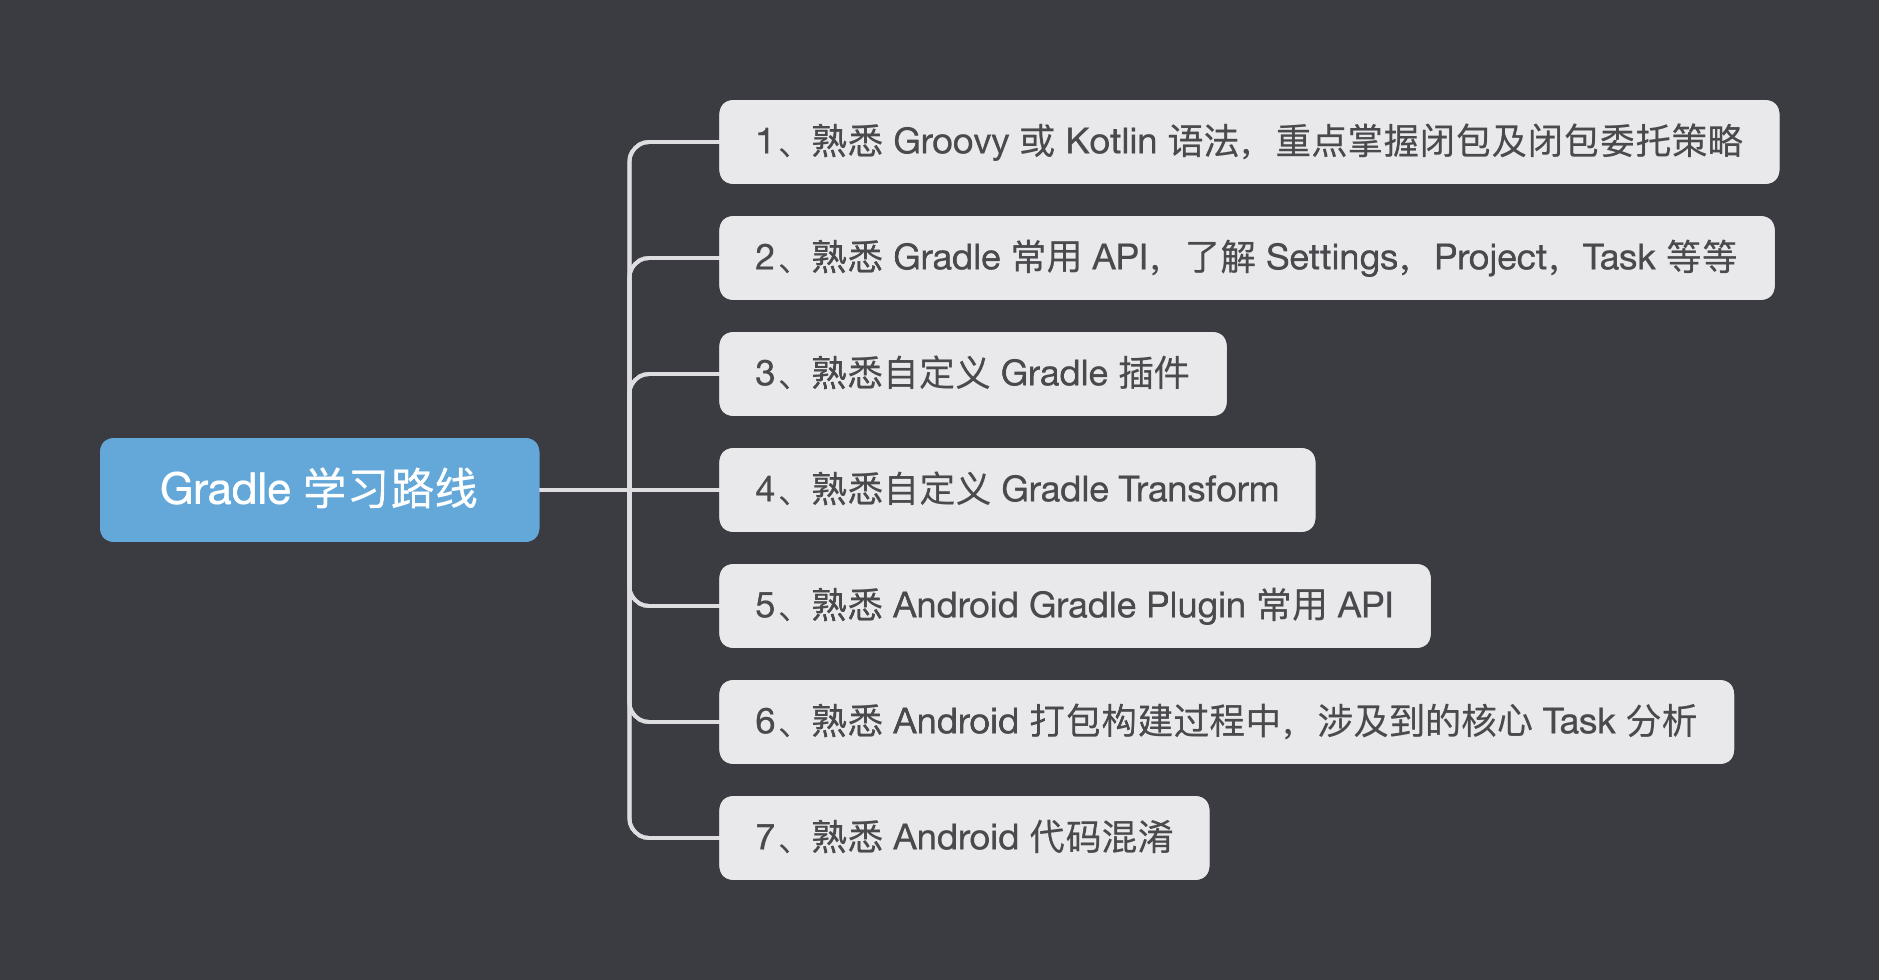 1、熟悉 Groovy 或 Kotlin 语法，重点掌握闭包及闭包委托策略
2、熟悉 Gradle 常用 API，了解 Settings，Project，Task 等等
3、熟悉自定义 Gradle 插件
Gradle 学习路线
4、熟悉自定义 Gradle Transform
5、熟悉 Android Gradle Plugin 常用 API
6、熟悉 Android 打包构建过程中，涉及到的核心 Task 分析
7、熟悉 Android 代码混淆